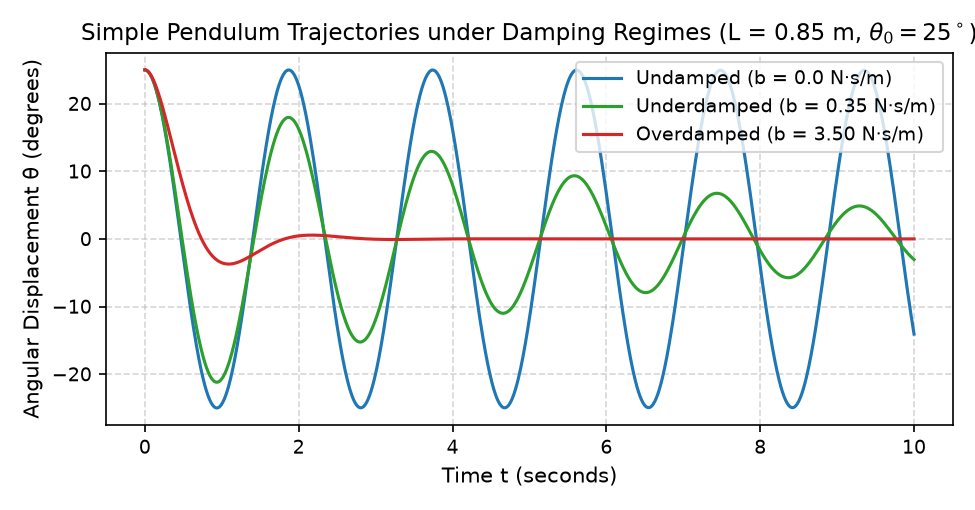 Simple Pendulum Trajectories under Damping Regimes (L = 0.85 m, θ₀ = 25°)
Undamped (b = 0.0 N·s/m)
Underdamped (b = 0.35 N·s/m)
Overdamped (b = 3.50 N·s/m)
Angular Displacement θ (degrees)
20
10
0
−10
−20
0 2 4 6 8 10
Time t (seconds)